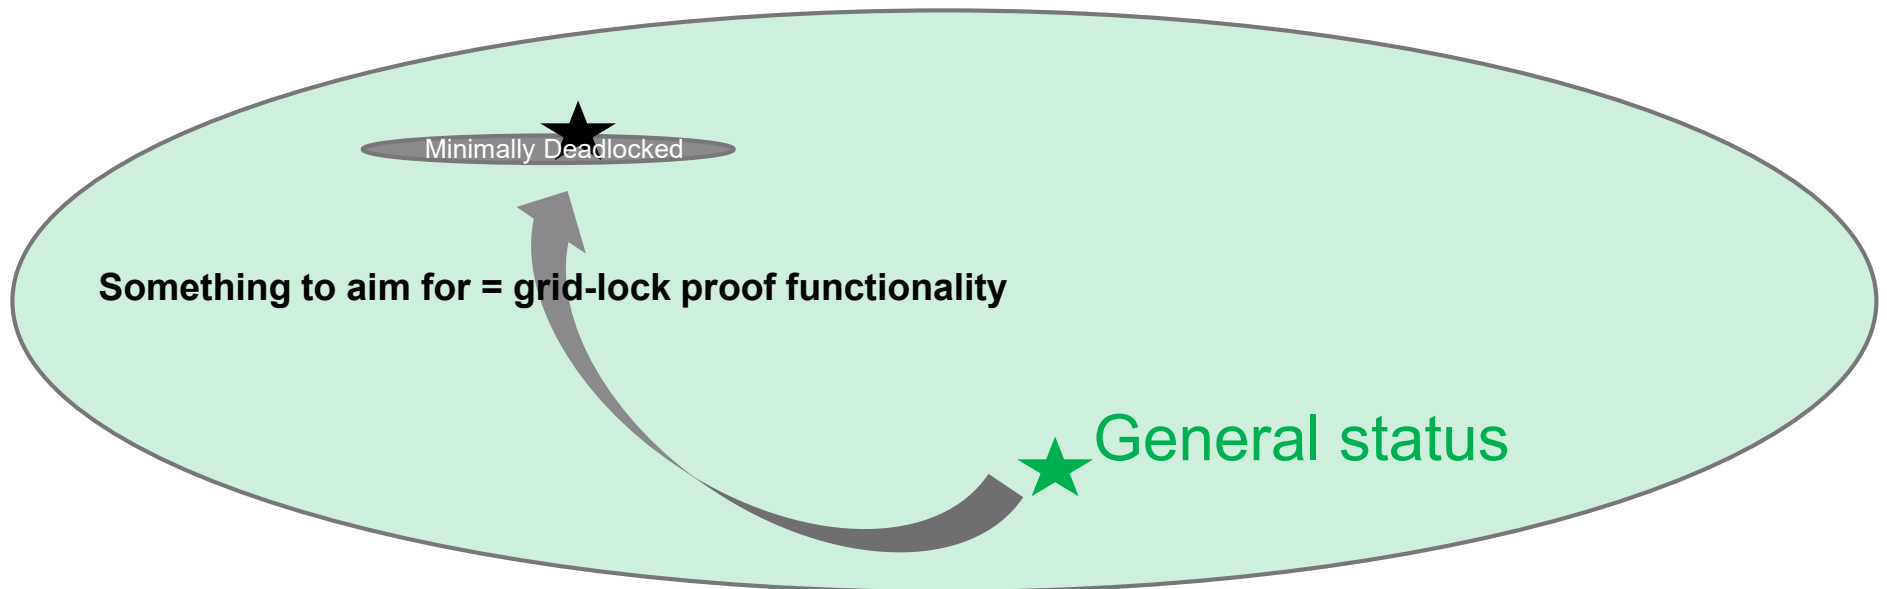 Minimally Deadlocked
Something to aim for = grid-lock proof functionality
General status